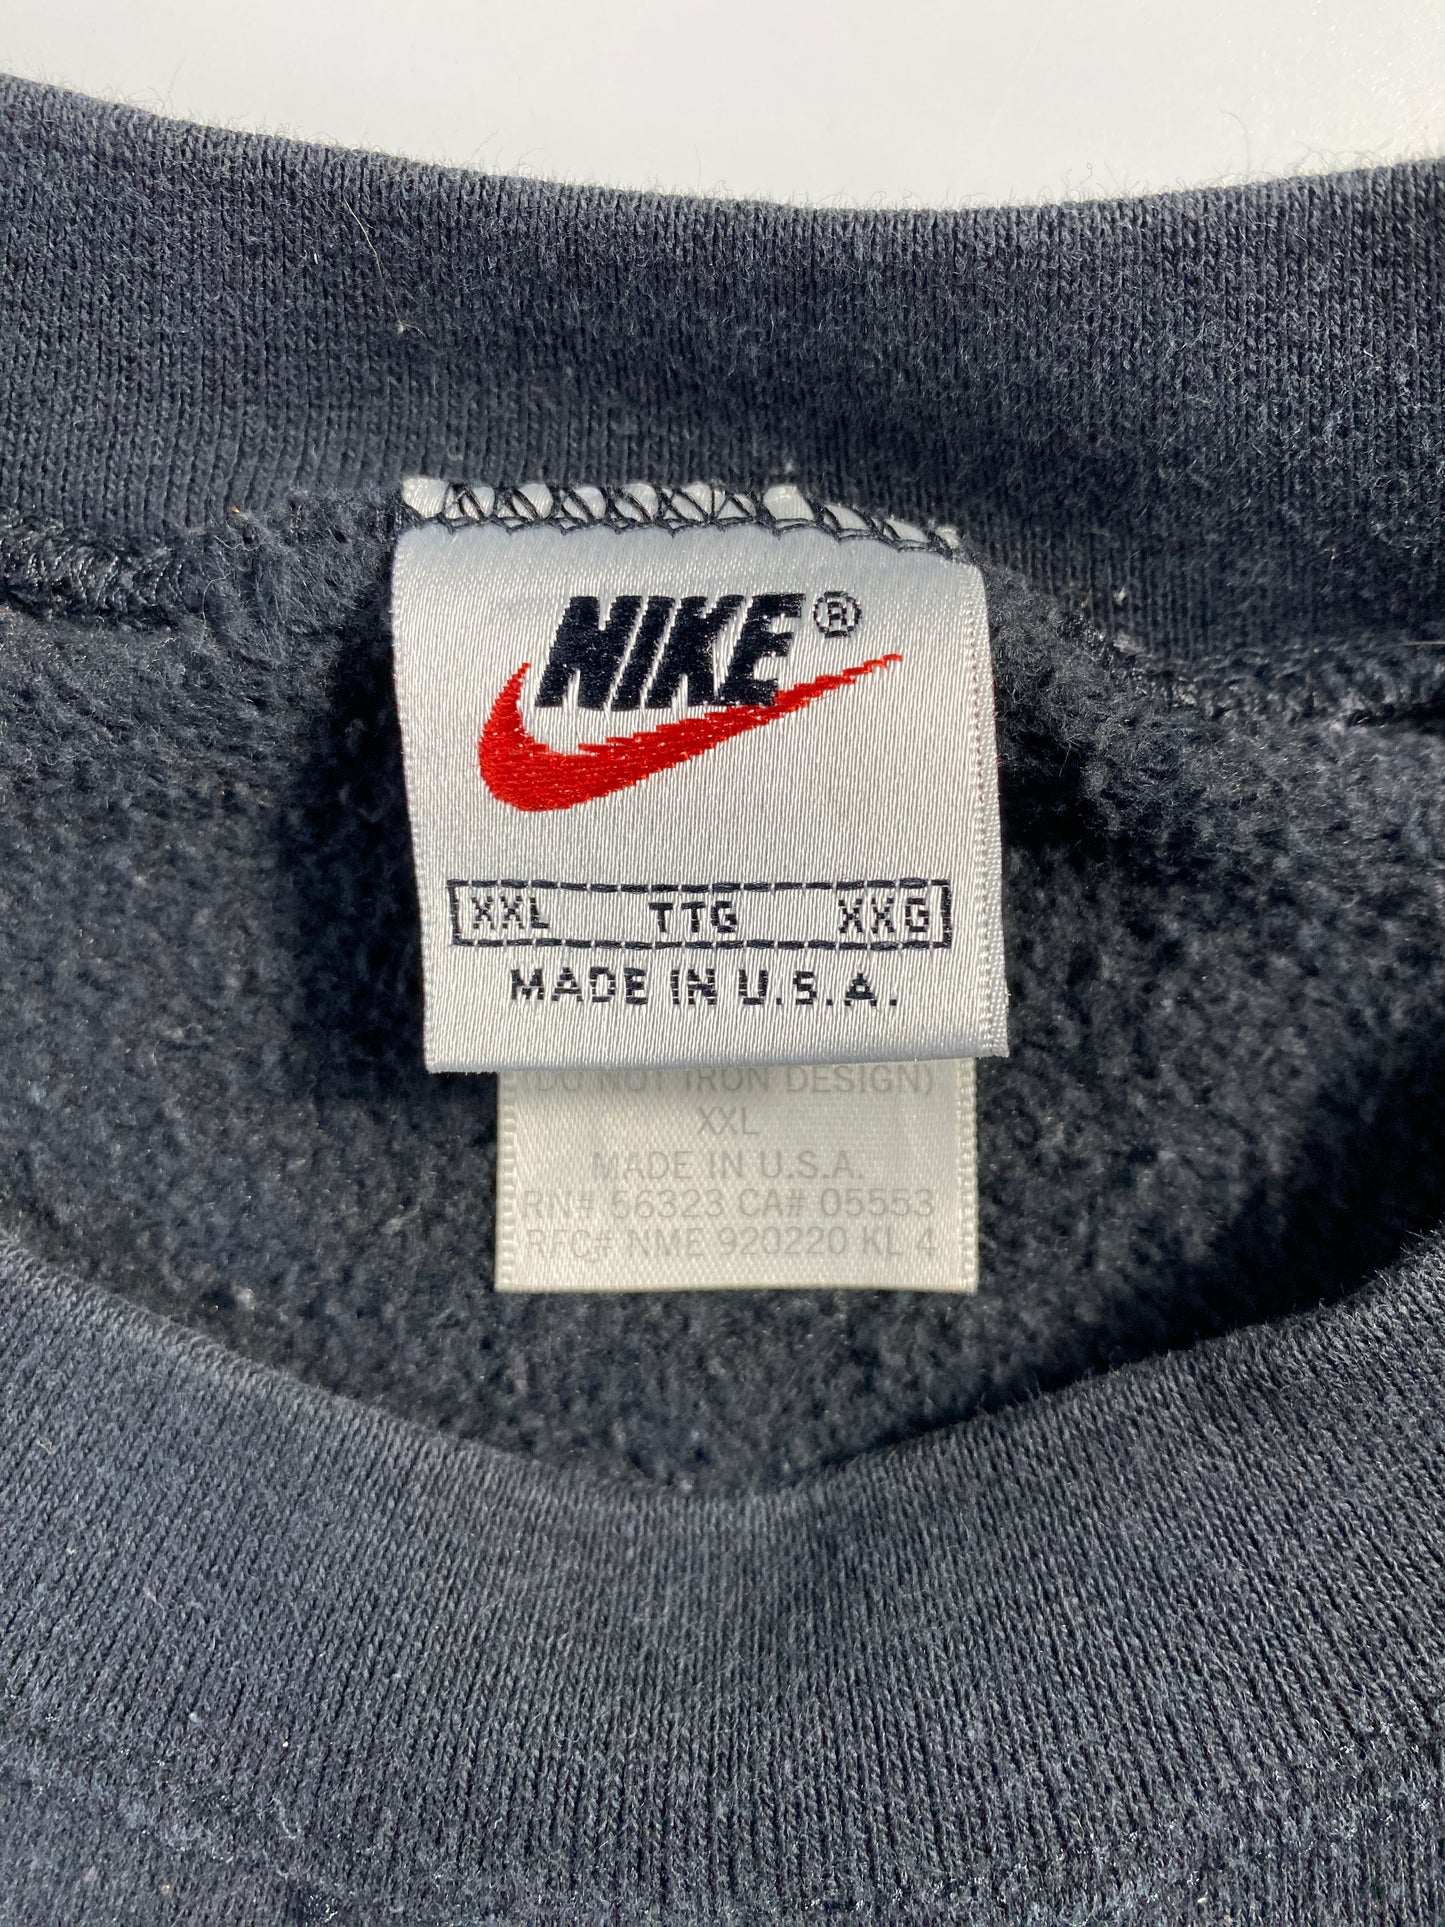 NIKE®
XXL TTG XXG
MADE IN U.S.A.
(DO NOT IRON DESIGN)
XXL
MADE IN U.S.A.
RN# 56323 CA# 05553
RFC# NME 920220 KL 4